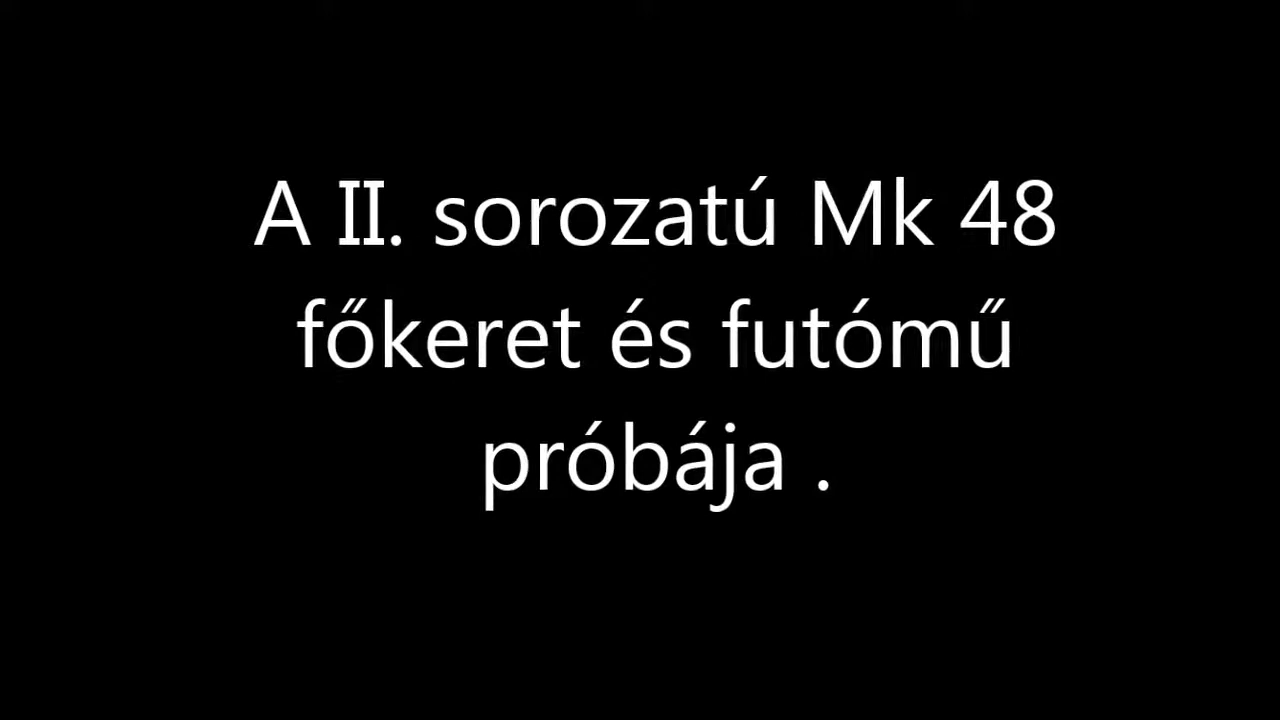 A II. sorozatú Mk 48
főkeret és futómű
próbája .